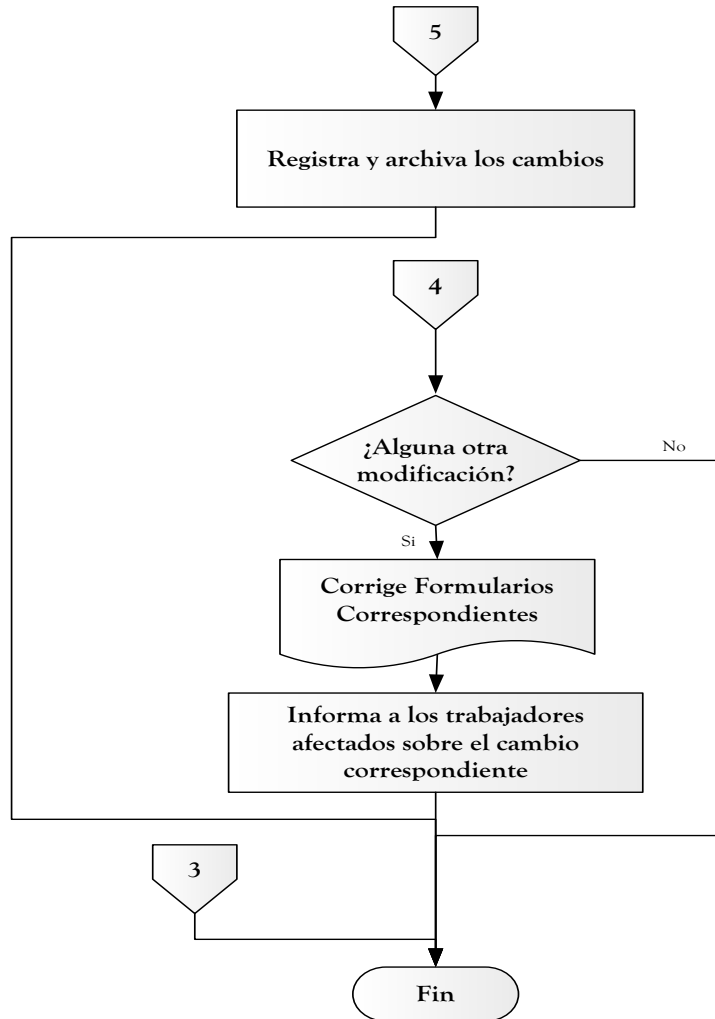 5
Registra y archiva los cambios
4
¿Alguna otra
modificación?
No
Si
Corrige Formularios
Correspondientes
Informa a los trabajadores
afectados sobre el cambio
correspondiente
3
Fin